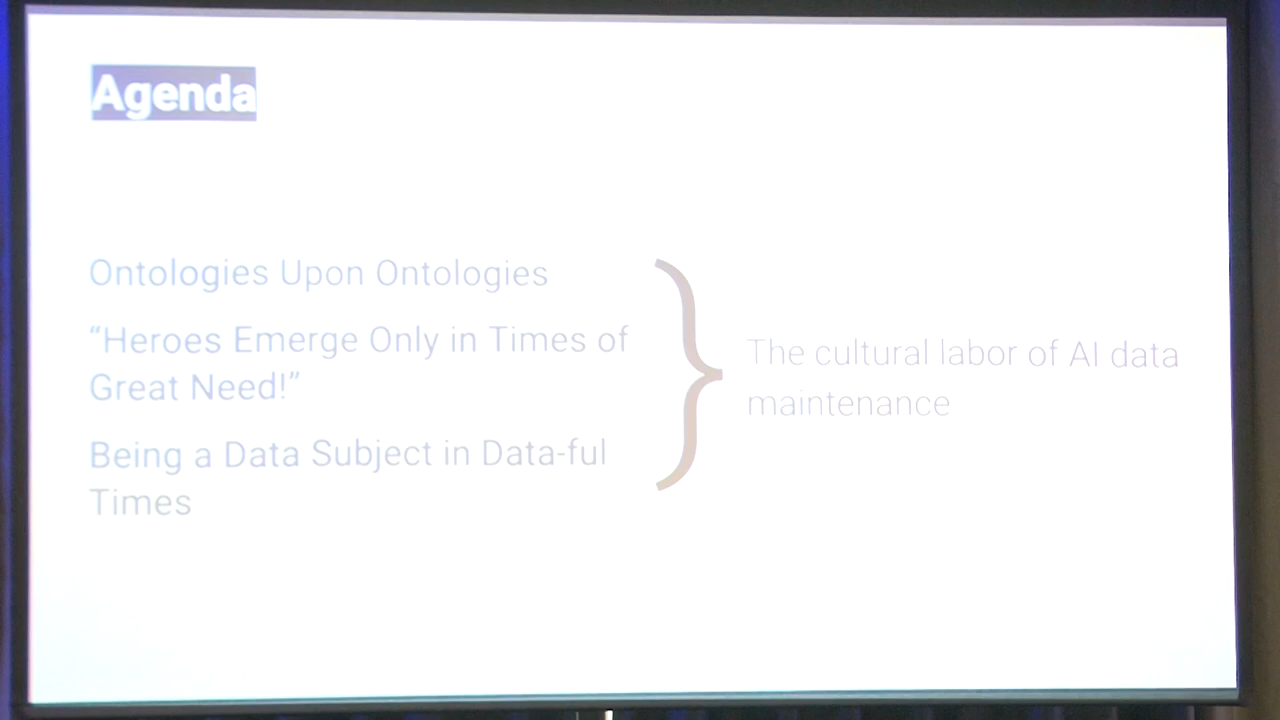 Agenda
Ontologies Upon Ontologies
“Heroes Emerge Only in Times of
Great Need!”
Being a Data Subject in Data-ful
Times
The cultural labor of AI data
maintenance